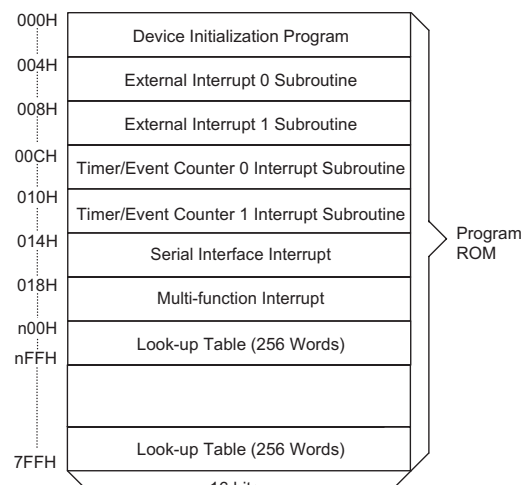 000H
Device Initialization Program
004H
External Interrupt 0 Subroutine
008H
External Interrupt 1 Subroutine
00CH
Timer/Event Counter 0 Interrupt Subroutine
010H
Timer/Event Counter 1 Interrupt Subroutine
014H
Serial Interface Interrupt
Program
ROM
018H
Multi-function Interrupt
n00H
Look-up Table (256 Words)
nFFH
Look-up Table (256 Words)
7FFH